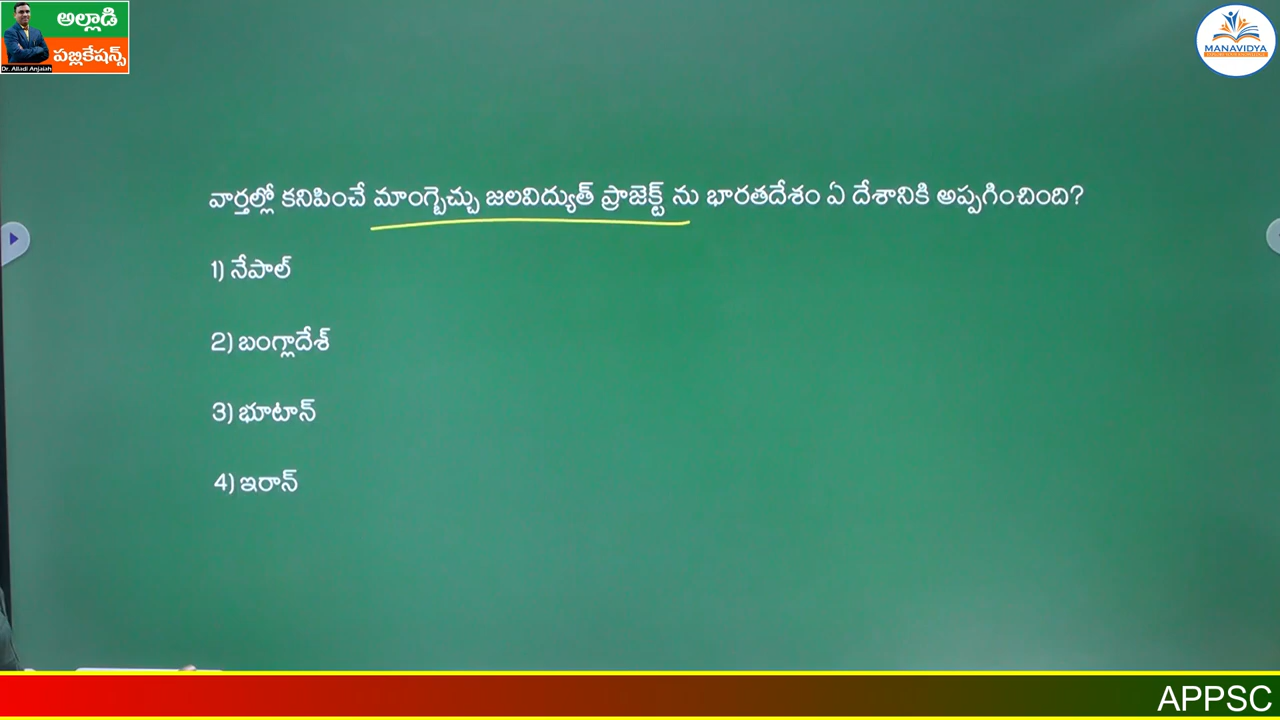 అల్లాడి
పబ్లికేషన్స్
Dr. Alladi Anjaiah
MANAVIDYA
వార్తల్లో కనిపించే మాంగ్బెచ్చు జలవిద్యుత్ ప్రాజెక్ట్ ను భారతదేశం ఏ దేశానికి అప్పగించింది?
1) నేపాల్
2) బంగ్లాదేశ్
3) భూటాన్
4) ఇరాన్
APPSC